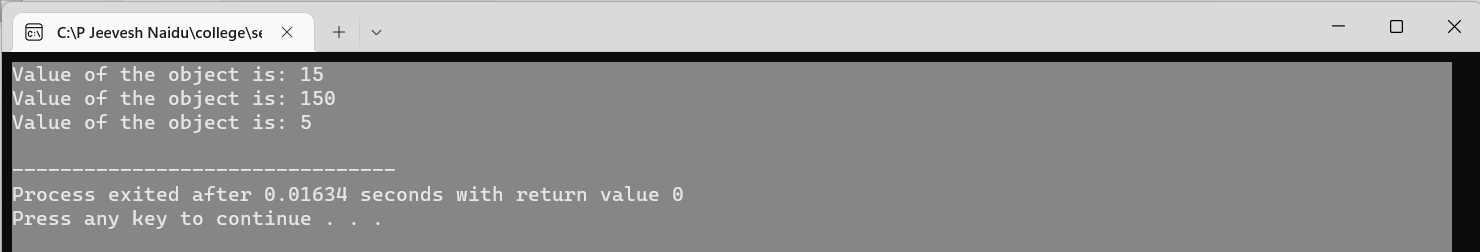 C:\P Jeevesh Naidu\college\se
Value of the object is: 15
Value of the object is: 150
Value of the object is: 5
--------------------------------
Process exited after 0.01634 seconds with return value 0
Press any key to continue . . .